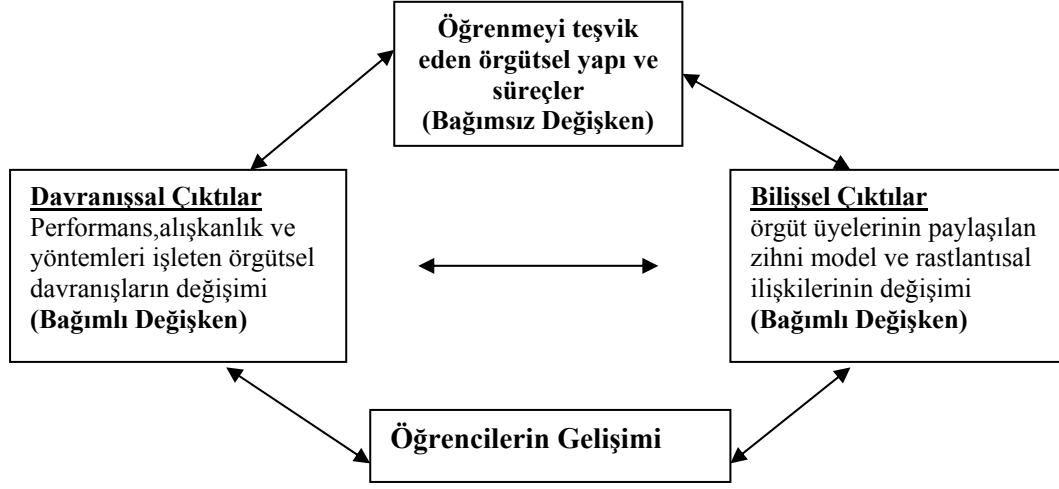 Öğrenmeyi teşvik
eden örgütsel yapı ve
süreçler
(Bağımsız Değişken)
Davranışsal Çıktılar
Performans,alışkanlık ve
yöntemleri işleten örgütsel
davranışların değişimi
(Bağımlı Değişken)
Bilişsel Çıktılar
örgüt üyelerinin paylaşılan
zihni model ve rastlantısal
ilişkilerinin değişimi
(Bağımlı Değişken)
Öğrencilerin Gelişimi